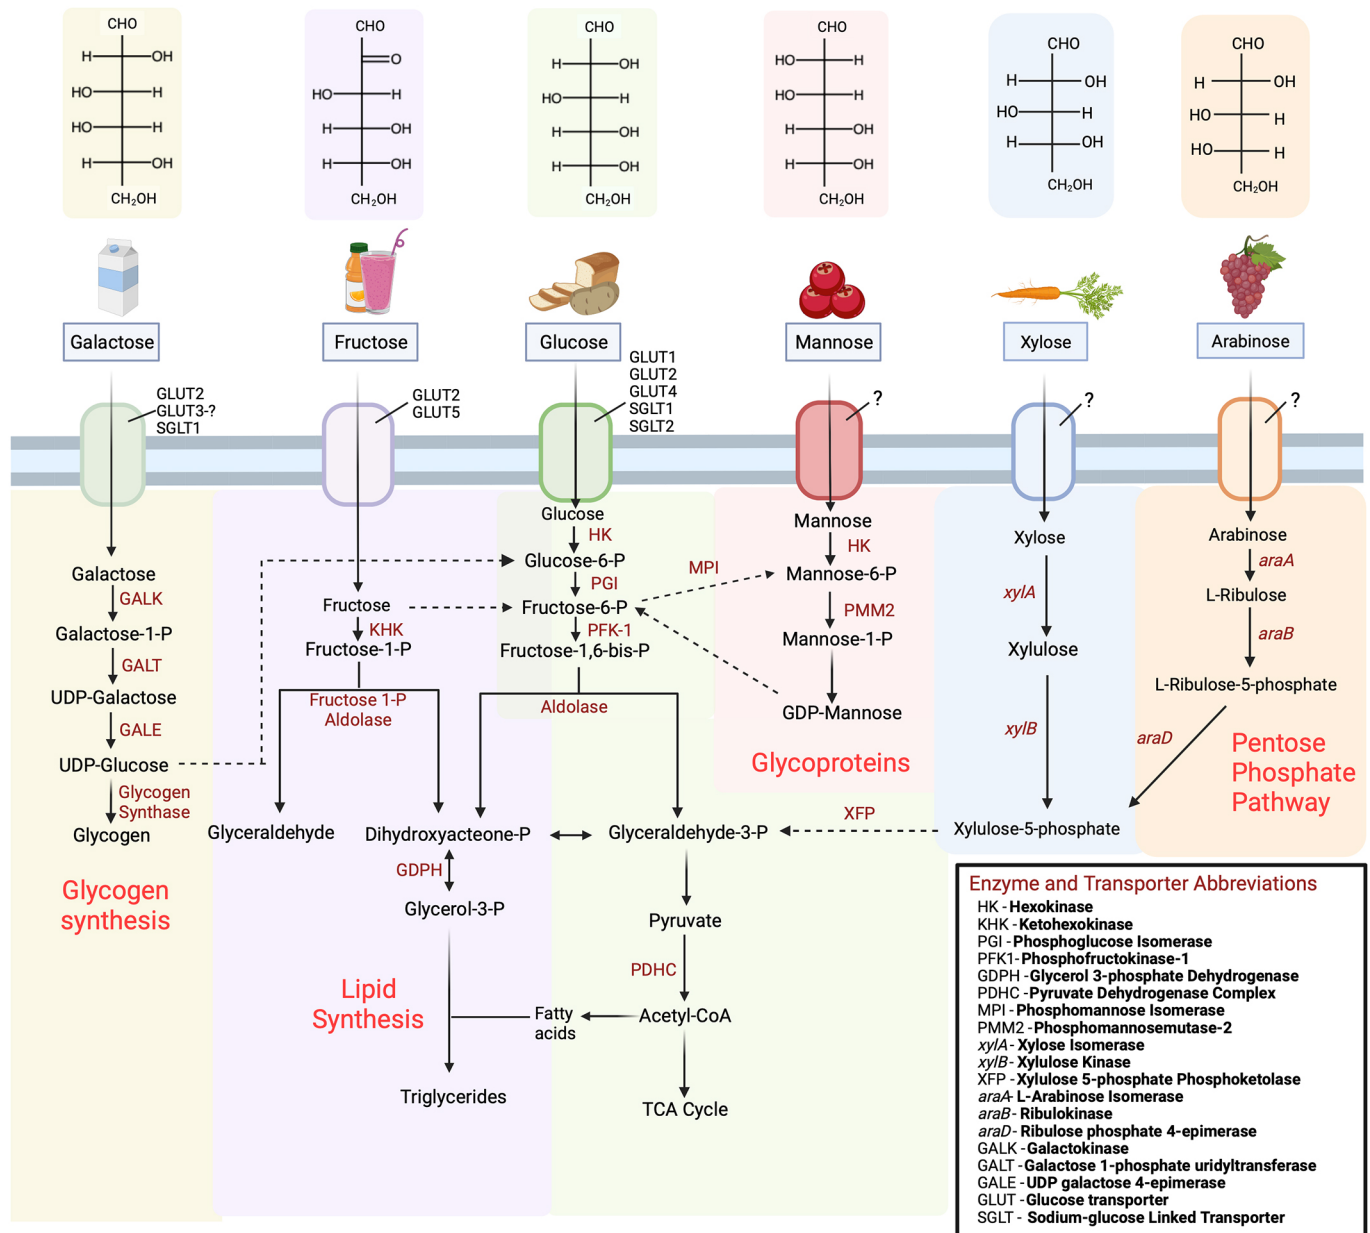 CHO
H
OH
HO
H
HO
H
H
OH
CH₂OH
CHO
O
HO
H
H
OH
H
OH
CH₂OH
CHO
H
OH
HO
H
H
OH
H
OH
CH₂OH
CHO
HO
H
HO
H
H
OH
H
OH
CH₂OH
CHO
H
OH
HO
H
H
OH
CH₂OH
CHO
H
OH
HO
H
HO
H
CH₂OH
Galactose
Fructose
Glucose
Mannose
Xylose
Arabinose
GLUT2
GLUT3-?
SGLT1
GLUT2
GLUT5
GLUT1
GLUT2
GLUT4
SGLT1
SGLT2
?
?
?
Galactose
GALK
Galactose-1-P
GALT
UDP-Galactose
GALE
UDP-Glucose
Glycogen
Synthase
Glycogen
Glycogen
synthesis
Fructose
KHK
Fructose-1-P
Fructose 1-P
Aldolase
Glyceraldehyde
Dihydroxyacteone-P
GDPH
Glycerol-3-P
Lipid
Synthesis
Fatty
acids
Triglycerides
Glucose
HK
Glucose-6-P
PGI
Fructose-6-P
PFK-1
Fructose-1,6-bis-P
Aldolase
Glyceraldehyde-3-P
Pyruvate
PDHC
Acetyl-CoA
TCA Cycle
MPI
Mannose
HK
Mannose-6-P
PMM2
Mannose-1-P
GDP-Mannose
Glycoproteins
XFP
Xylose
xylA
Xylulose
xylB
Xylulose-5-phosphate
Arabinose
araA
L-Ribulose
araB
L-Ribulose-5-phosphate
araD
Pentose
Phosphate
Pathway
Enzyme and Transporter Abbreviations
HK - Hexokinase
KHK - Ketohexokinase
PGI - Phosphoglucose Isomerase
PFK1- Phosphofructokinase-1
GDPH - Glycerol 3-phosphate Dehydrogenase
PDHC - Pyruvate Dehydrogenase Complex
MPI - Phosphomannose Isomerase
PMM2 - Phosphomannosemutase-2
xylA - Xylose Isomerase
xylB - Xylulose Kinase
XFP - Xylulose 5-phosphate Phosphoketolase
araA- L-Arabinose Isomerase
araB - Ribulokinase
araD - Ribulose phosphate 4-epimerase
GALK - Galactokinase
GALT - Galactose 1-phosphate uridyltransferase
GALE - UDP galactose 4-epimerase
GLUT - Glucose transporter
SGLT - Sodium-glucose Linked Transporter